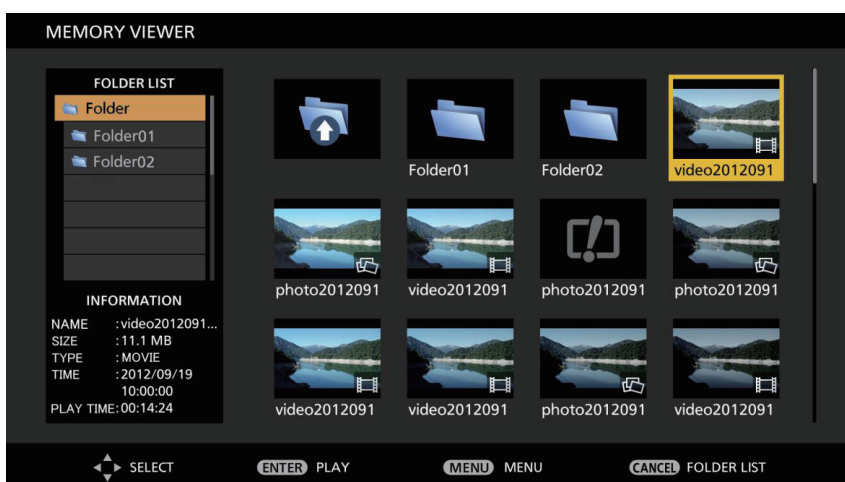 MEMORY VIEWER
FOLDER LIST
Folder
Folder01
Folder02
INFORMATION
NAME :video2012091...
SIZE :11.1 MB
TYPE :MOVIE
TIME :2012/09/19
10:00:00
PLAY TIME:00:14:24
Folder01 Folder02 video2012091
photo2012091 video2012091 photo2012091 photo2012091
video2012091 video2012091 photo2012091 video2012091
SELECT ENTER PLAY MENU MENU CANCEL FOLDER LIST